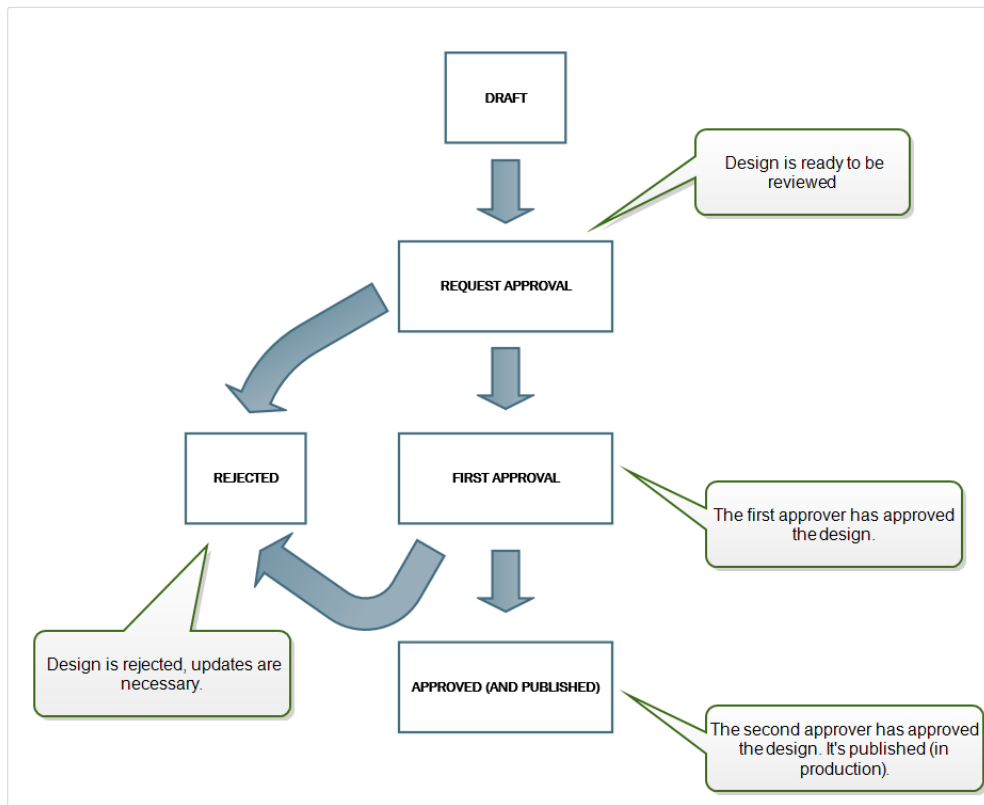 DRAFT
Design is ready to be
reviewed
REQUEST APPROVAL
REJECTED
FIRST APPROVAL
The first approver has approved
the design.
Design is rejected, updates are
necessary.
APPROVED (AND PUBLISHED)
The second approver has approved
the design. It's published (in
production).